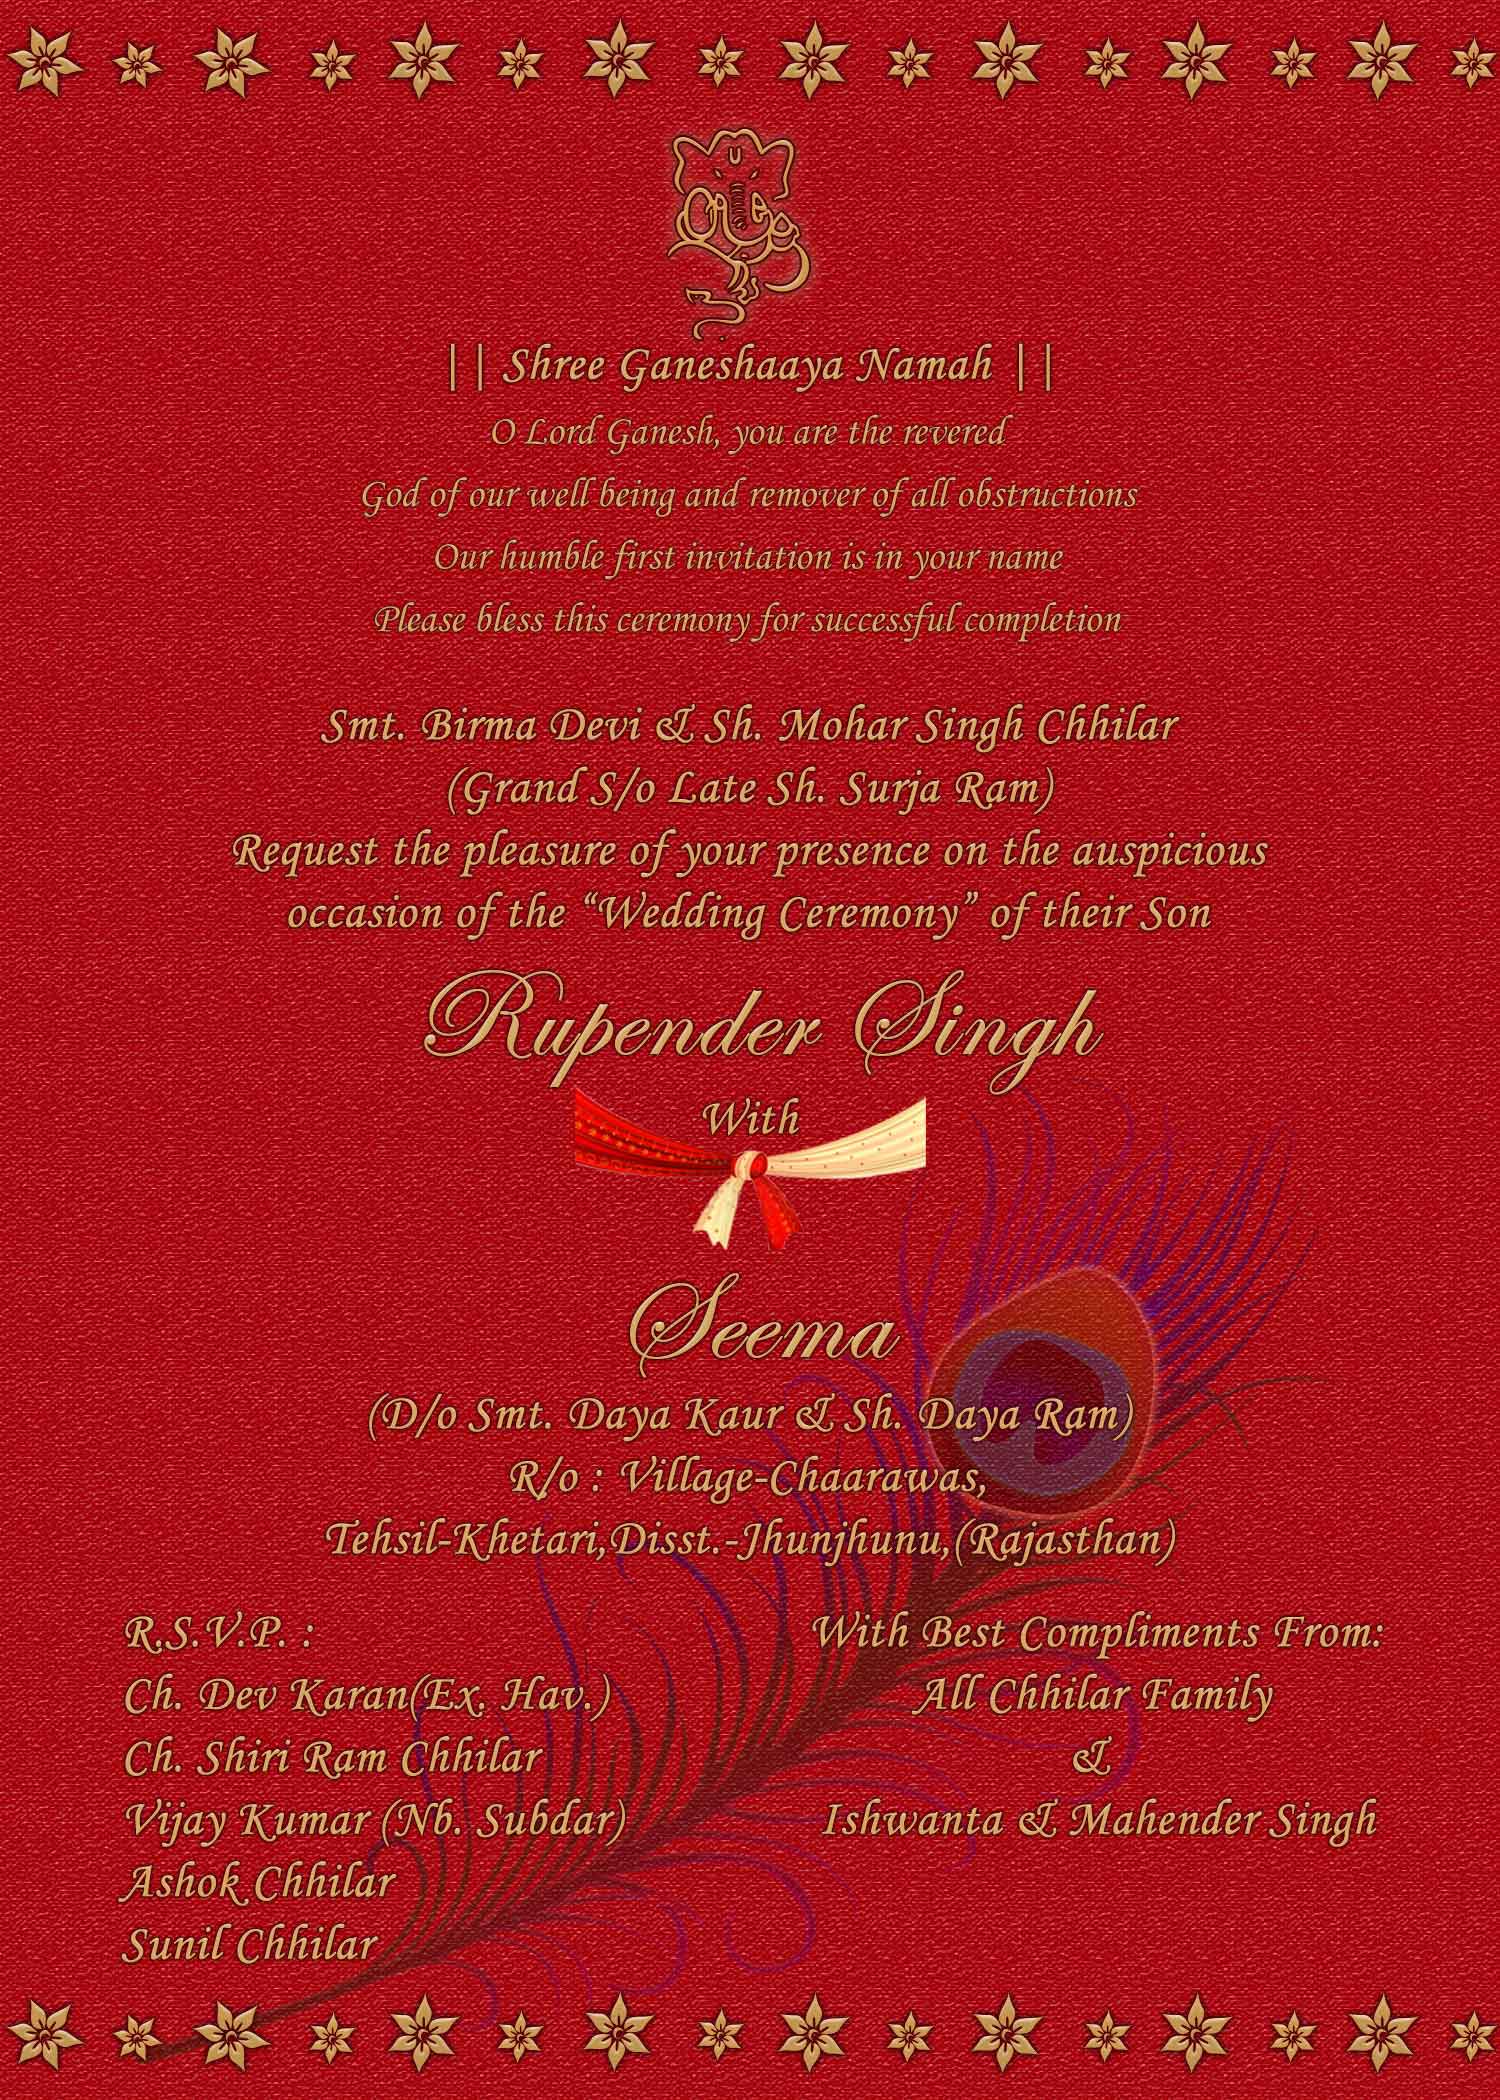 || Shree Ganeshaaya Namah ||
O Lord Ganesh, you are the revered
God of our well being and remover of all obstructions
Our humble first invitation is in your name
Please bless this ceremony for successful completion
Smt. Birma Devi & Sh. Mohar Singh Chhilar
(Grand S/o Late Sh. Surja Ram)
Request the pleasure of your presence on the auspicious
occasion of the “Wedding Ceremony” of their Son
Rupender Singh
With
Seema
(D/o Smt. Daya Kaur & Sh. Daya Ram)
R/o : Village-Chaarawas,
Tehsil-Khetari,Disst.-Jhunjhunu,(Rajasthan)
R.S.V.P. :
Ch. Dev Karan(Ex. Hav.)
Ch. Shiri Ram Chhilar
Vijay Kumar (Nb. Subdar)
Ashok Chhilar
Sunil Chhilar
With Best Compliments From:
All Chhilar Family
&
Ishwanta & Mahender Singh